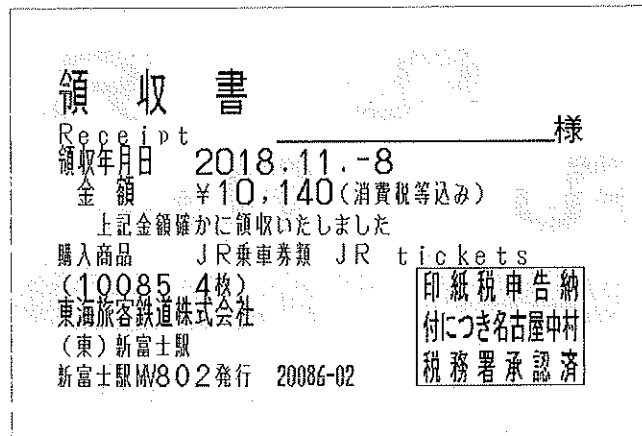 領収書
Receipt 様
領収年月日 2018.11.-8
金額 ¥10,140(消費税等込み)
上記金額確かに領収いたしました
購入商品 JR乗車券類 JR tickets
(10085 4枚)
東海旅客鉄道株式会社
(東)新富士駅
新富士駅MV802発行 20086-02
印紙税申告納
付につき名古屋中村
税務署承認済